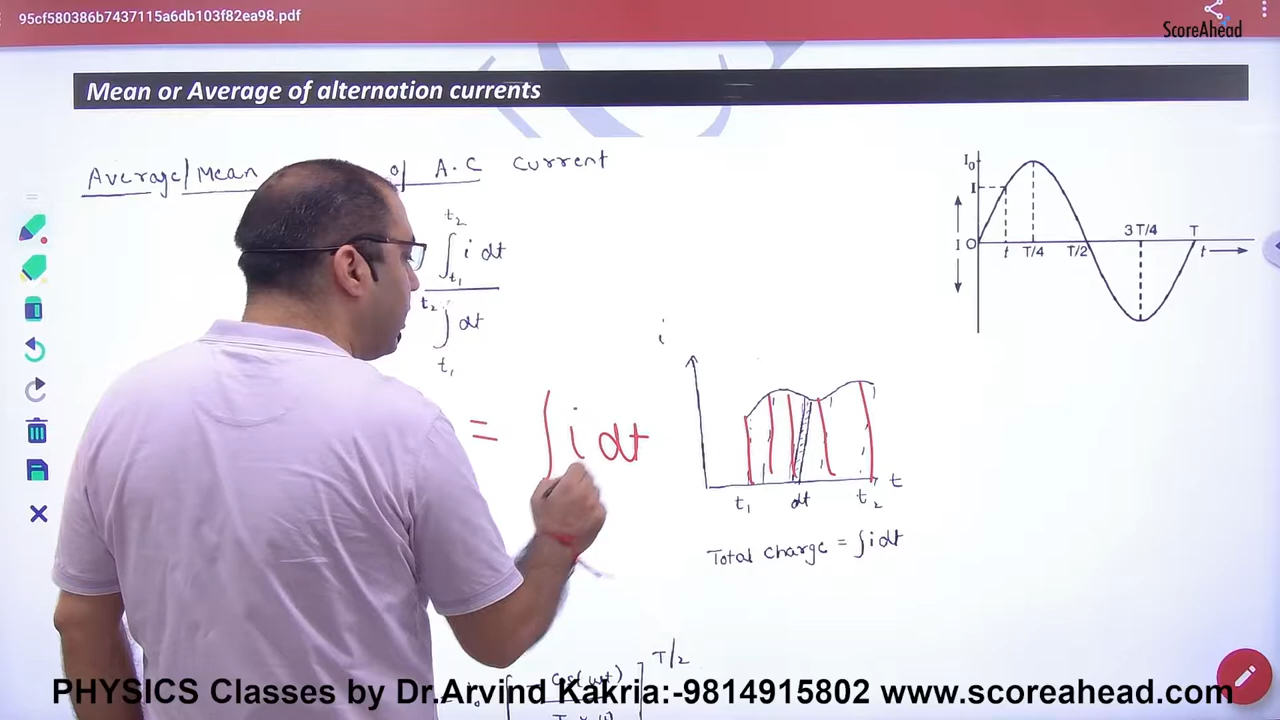 95cf580386b7437115a6db103f82ea98.pdf
ScoreAhead
Mean or Average of alternation currents
Average/Mean of A.C Current
t2
∫ i dt
t1
t2
∫ dt
t1
= ∫ i dt
I0
I
I O
t T/4 T/2 3T/4 T t
i
t
t1 dt t2
Total charge = ∫ i dt
T/2
PHYSICS Classes by Dr.Arvind Kakria:-9814915802 www.scoreahead.com